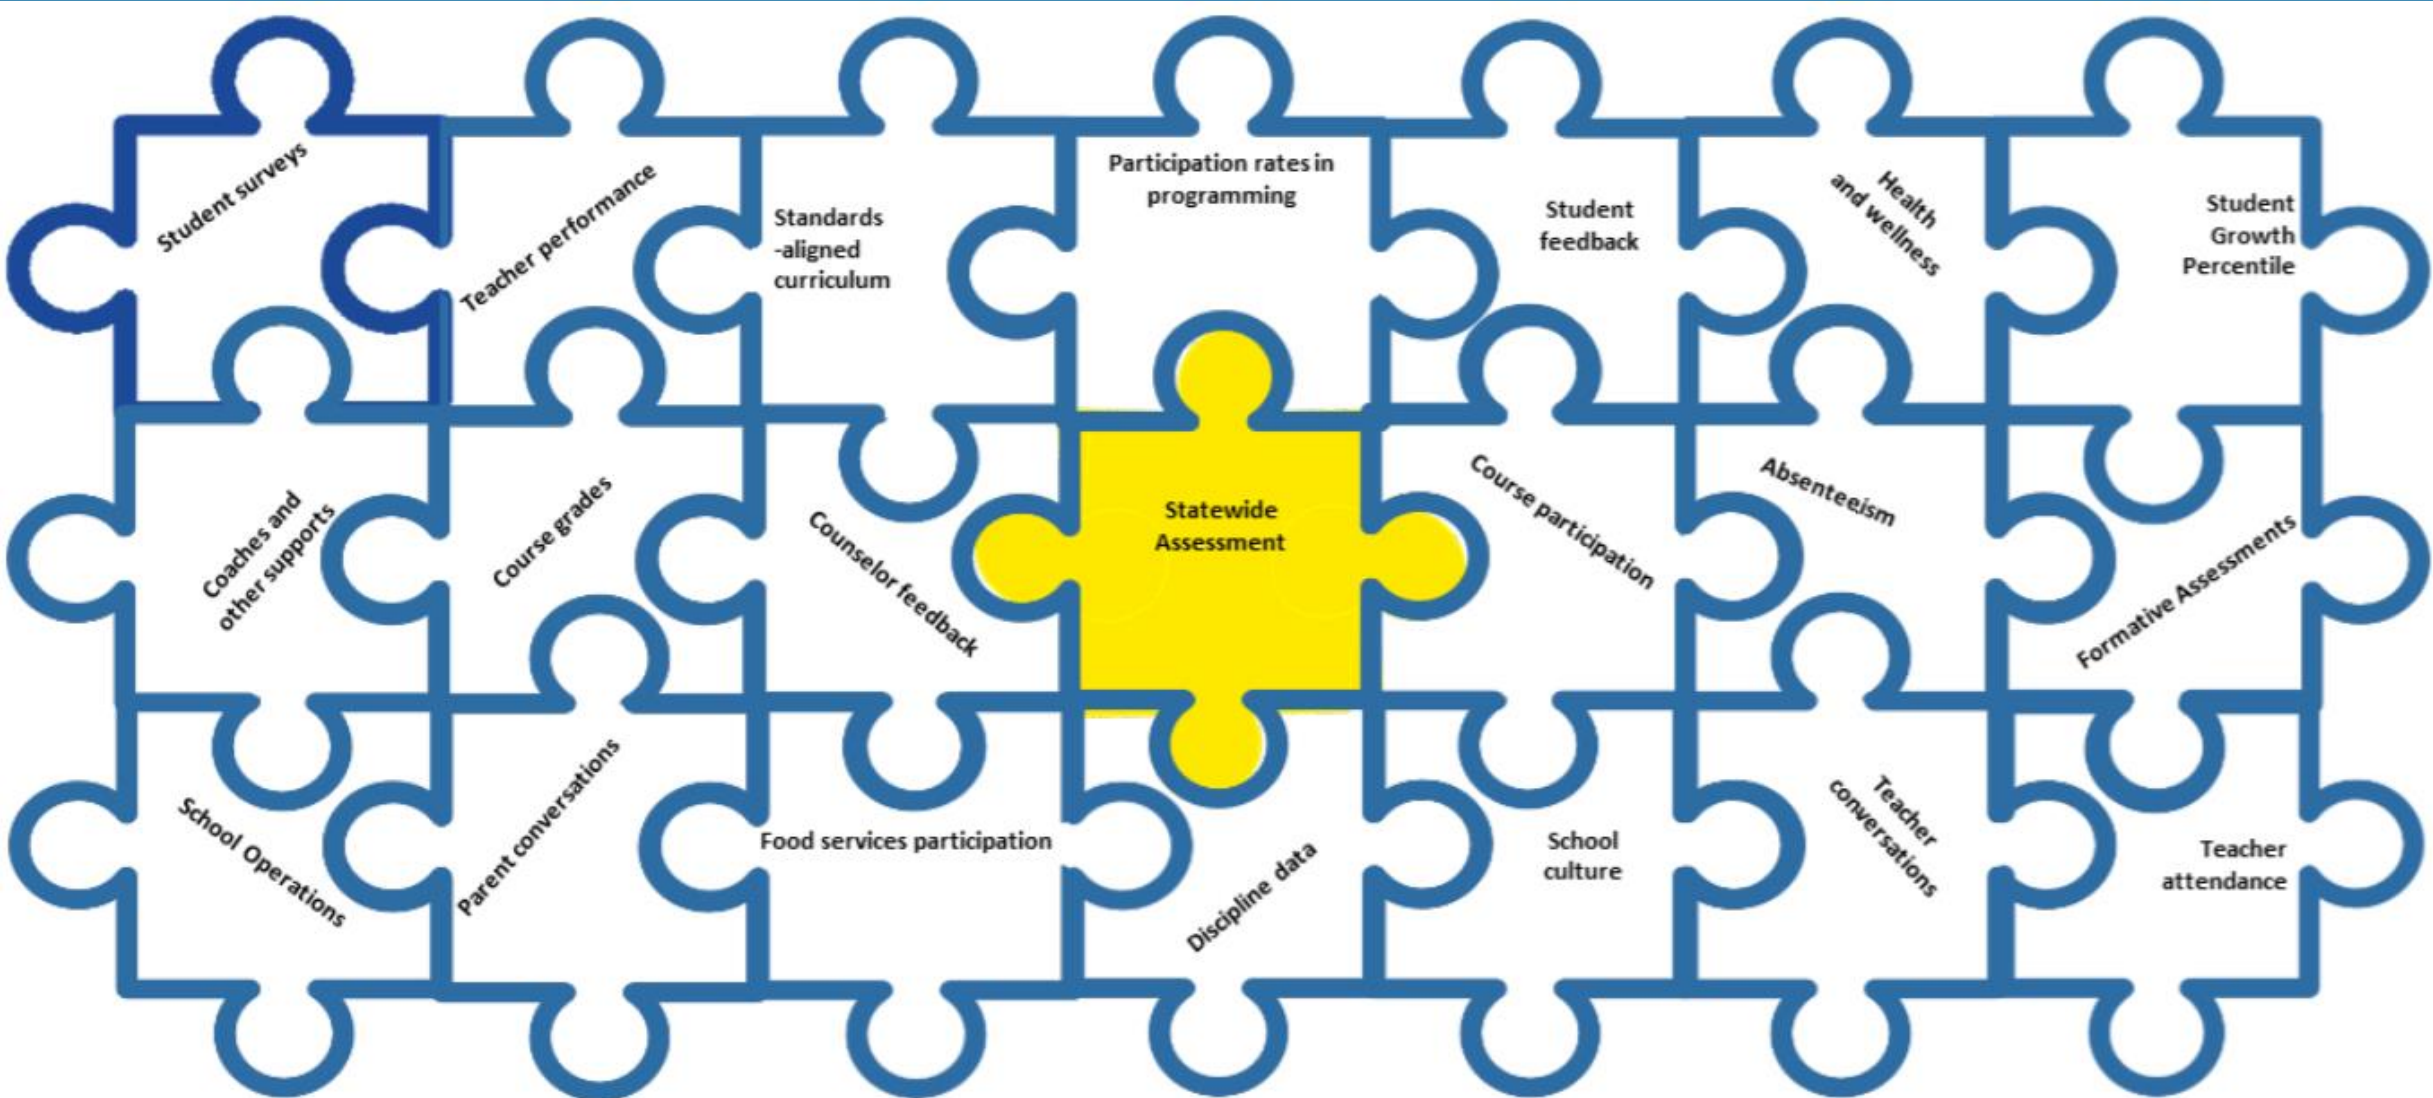 Student surveys
Teacher performance
Standards
-aligned
curriculum
Participation rates in
programming
Student
feedback
Health
and wellness
Student
Growth
Percentile
Coaches and
other supports
Course grades
Counselor feedback
Statewide
Assessment
Course participation
Absenteeism
Formative Assessments
School Operations
Parent conversations
Food services participation
Discipline data
School
culture
Teacher
conversations
Teacher
attendance